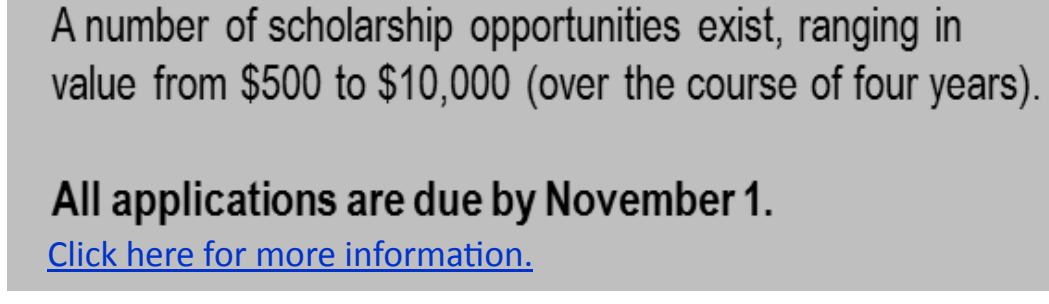 A number of scholarship opportunities exist, ranging in
value from $500 to $10,000 (over the course of four years).
All applications are due by November 1.
Click here for more information.